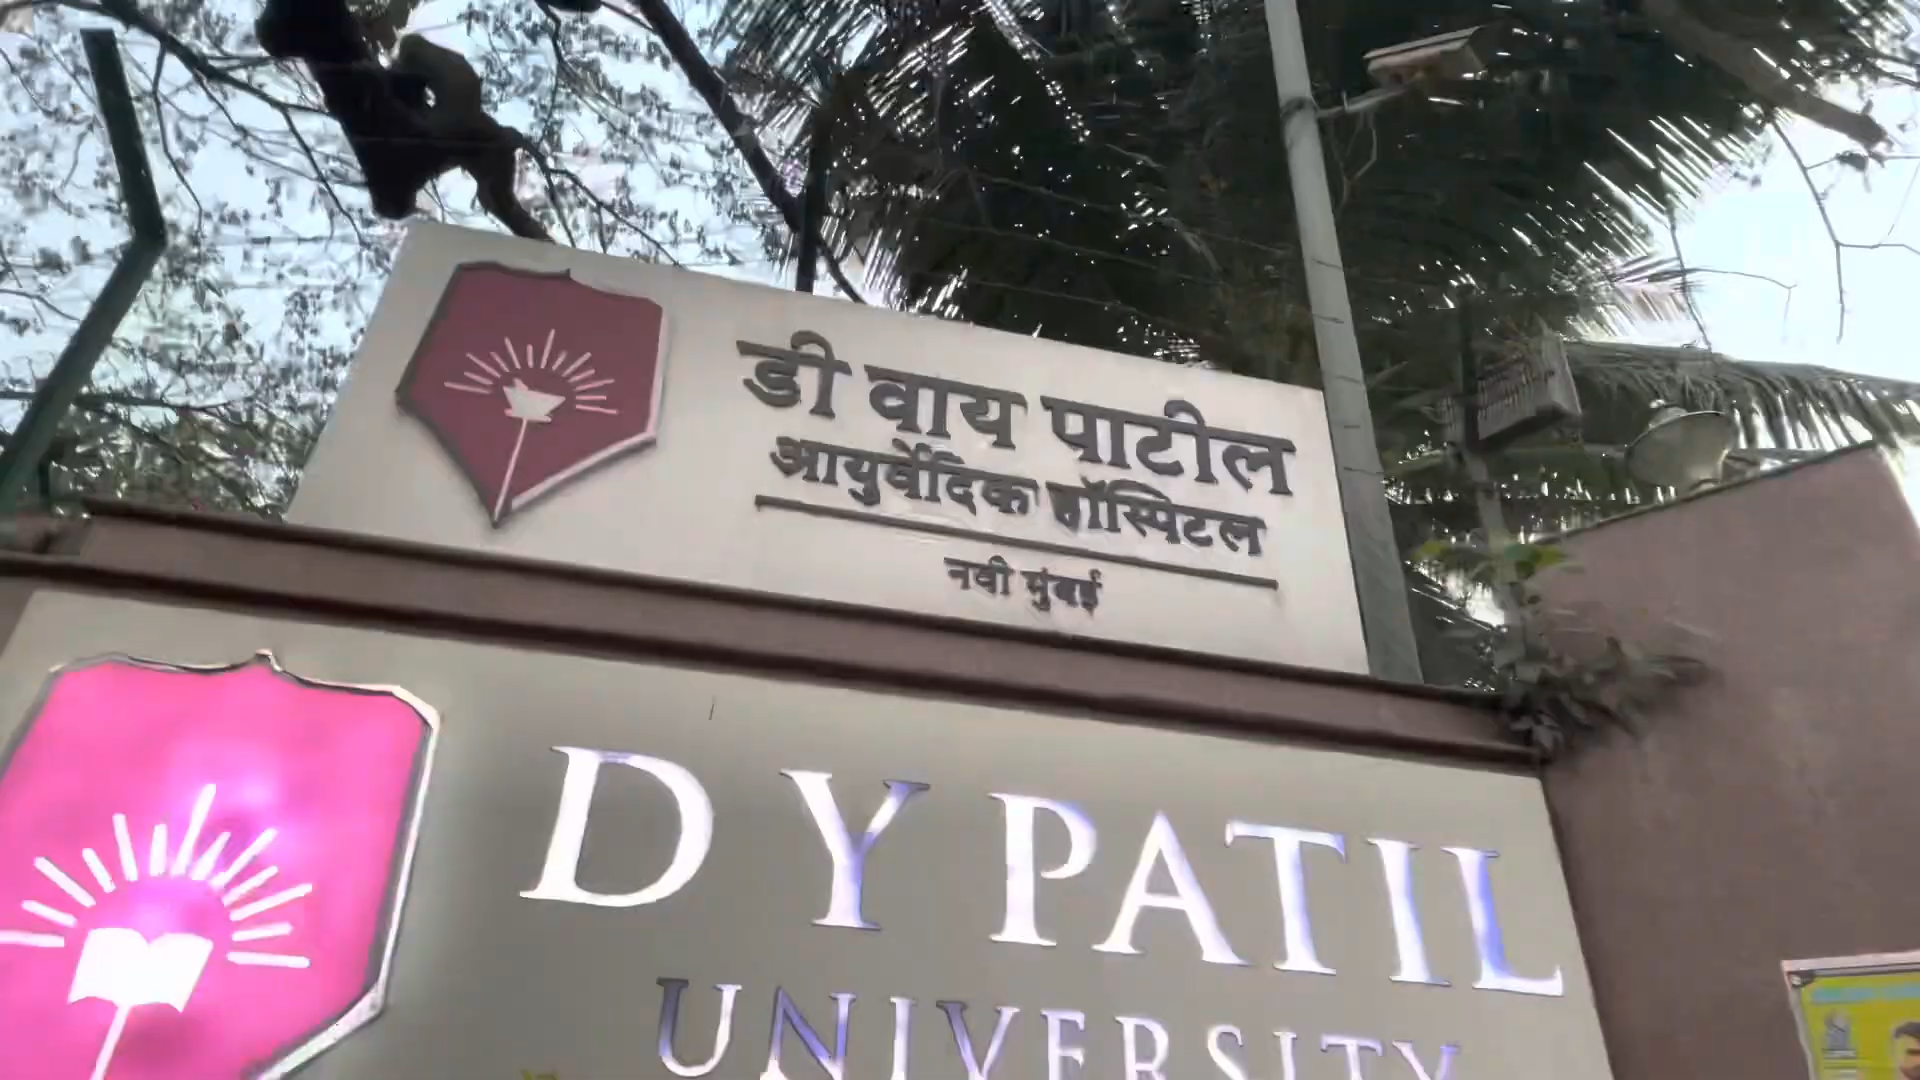 डी वाय पाटील
आयुर्वेदिक हॉस्पिटल
नवी मुंबई
D Y PATIL
UNIVERSITY